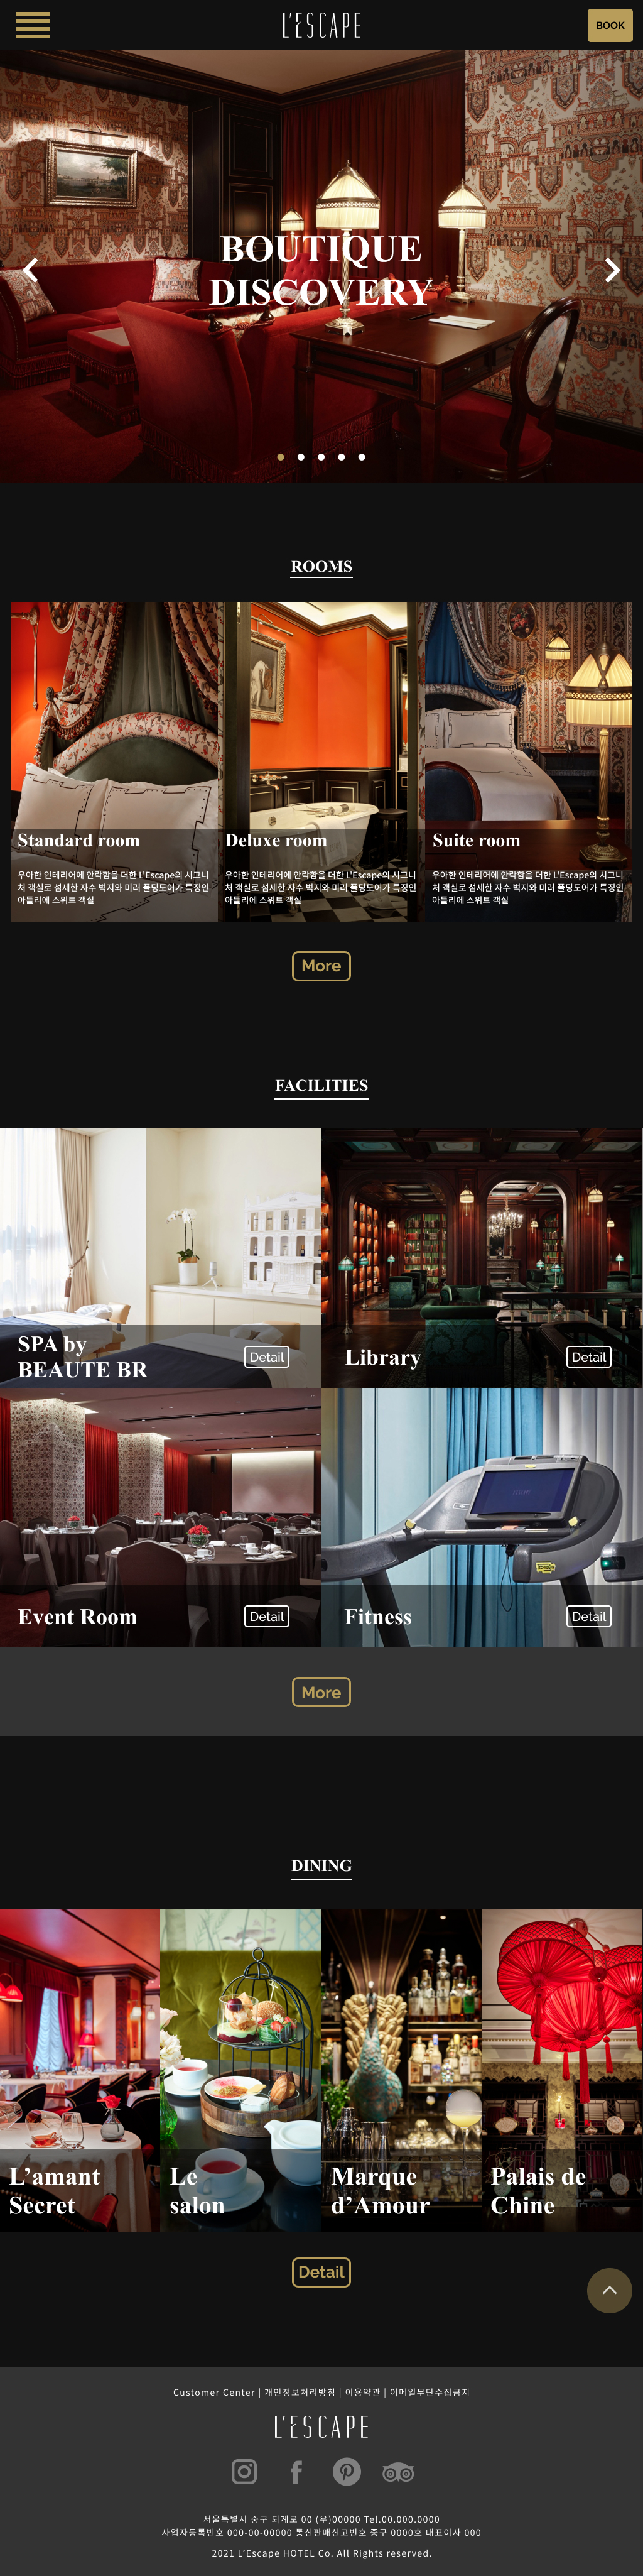 L'ESCAPE
BOOK
BOUTIQUE
DISCOVERY
ROOMS
Standard room
우아한 인테리어에 안락함을 더한 L'Escape의 시그니
처 객실로 섬세한 자수 벽지와 미러 폴딩도어가 특징인
아틀리에 스위트 객실
Deluxe room
우아한 인테리어에 안락함을 더한 L'Escape의 시그니
처 객실로 섬세한 자수 벽지와 미러 폴딩도어가 특징인
아틀리에 스위트 객실
Suite room
우아한 인테리어에 안락함을 더한 L'Escape의 시그니
처 객실로 섬세한 자수 벽지와 미러 폴딩도어가 특징인
아틀리에 스위트 객실
More
FACILITIES
SPA by
BEAUTE BR
Detail
Library
Detail
Event Room
Detail
Fitness
Detail
More
DINING
L’amant
Secret
Le
salon
Marque
d’Amour
Palais de
Chine
Detail
Customer Center | 개인정보처리방침 | 이용약관 | 이메일무단수집금지
L'ESCAPE
서울특별시 중구 퇴계로 00 (우)00000 Tel.00.000.0000
사업자등록번호 000-00-00000 통신판매신고번호 중구 0000호 대표이사 000
2021 L'Escape HOTEL Co. All Rights reserved.